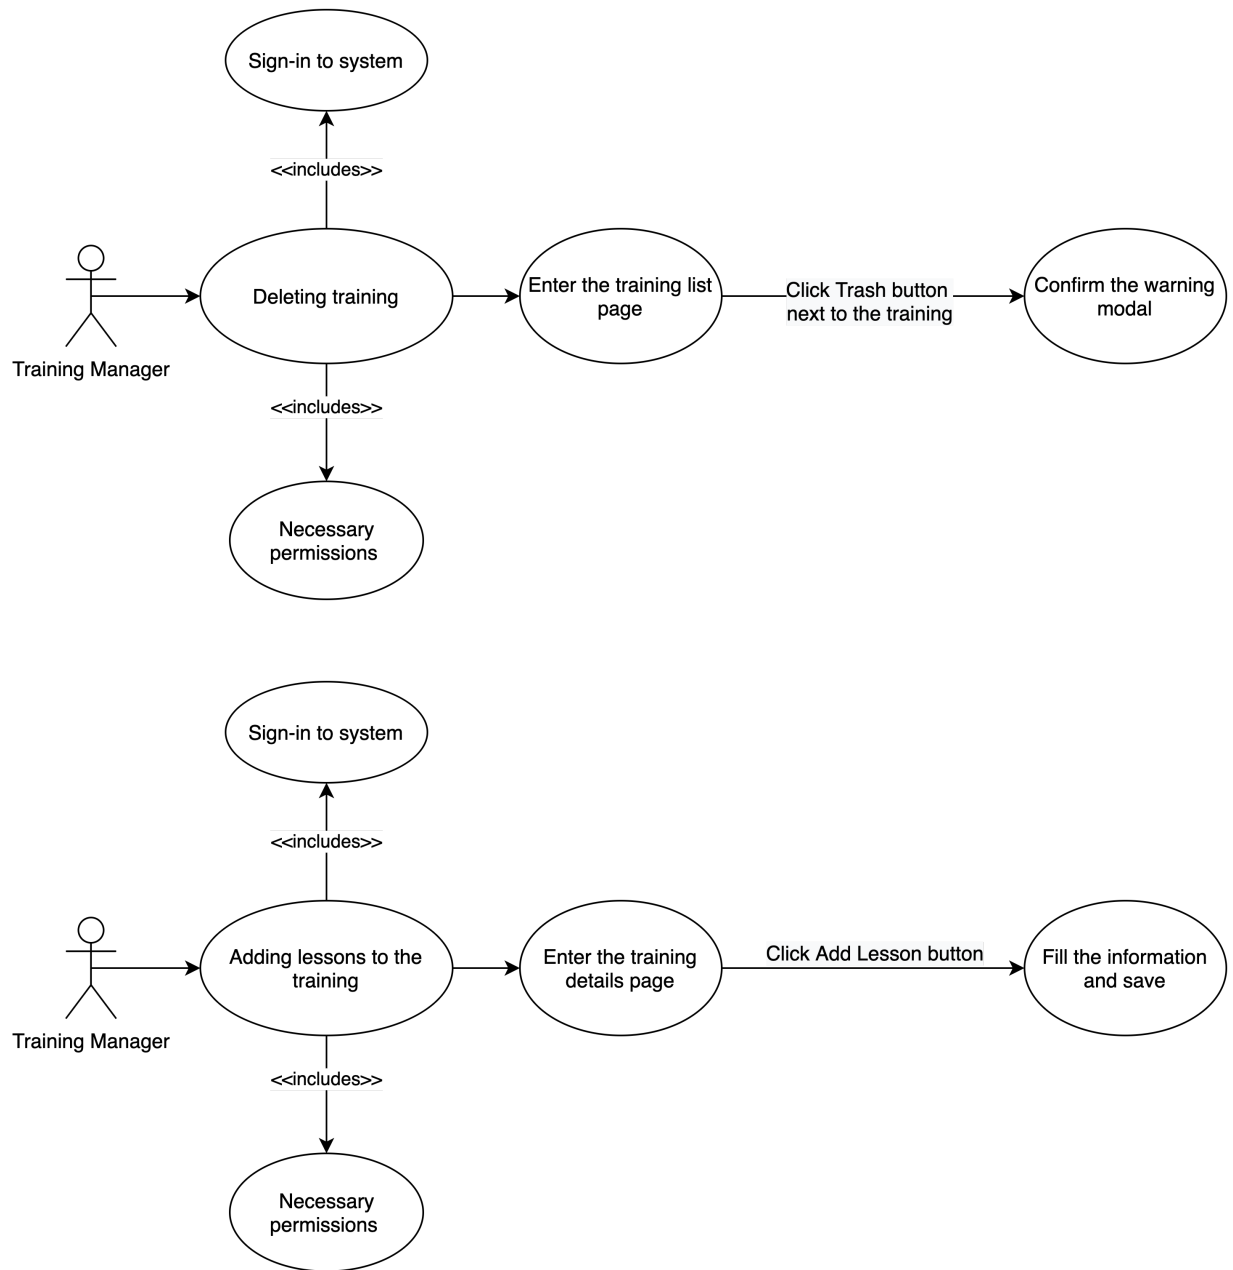 Sign-in to system
<<includes>>
Training Manager
Deleting training
Enter the training list
page
Click Trash button
next to the training
Confirm the warning
modal
<<includes>>
Necessary
permissions
Sign-in to system
<<includes>>
Training Manager
Adding lessons to the
training
Enter the training
details page
Click Add Lesson button
Fill the information
and save
<<includes>>
Necessary
permissions